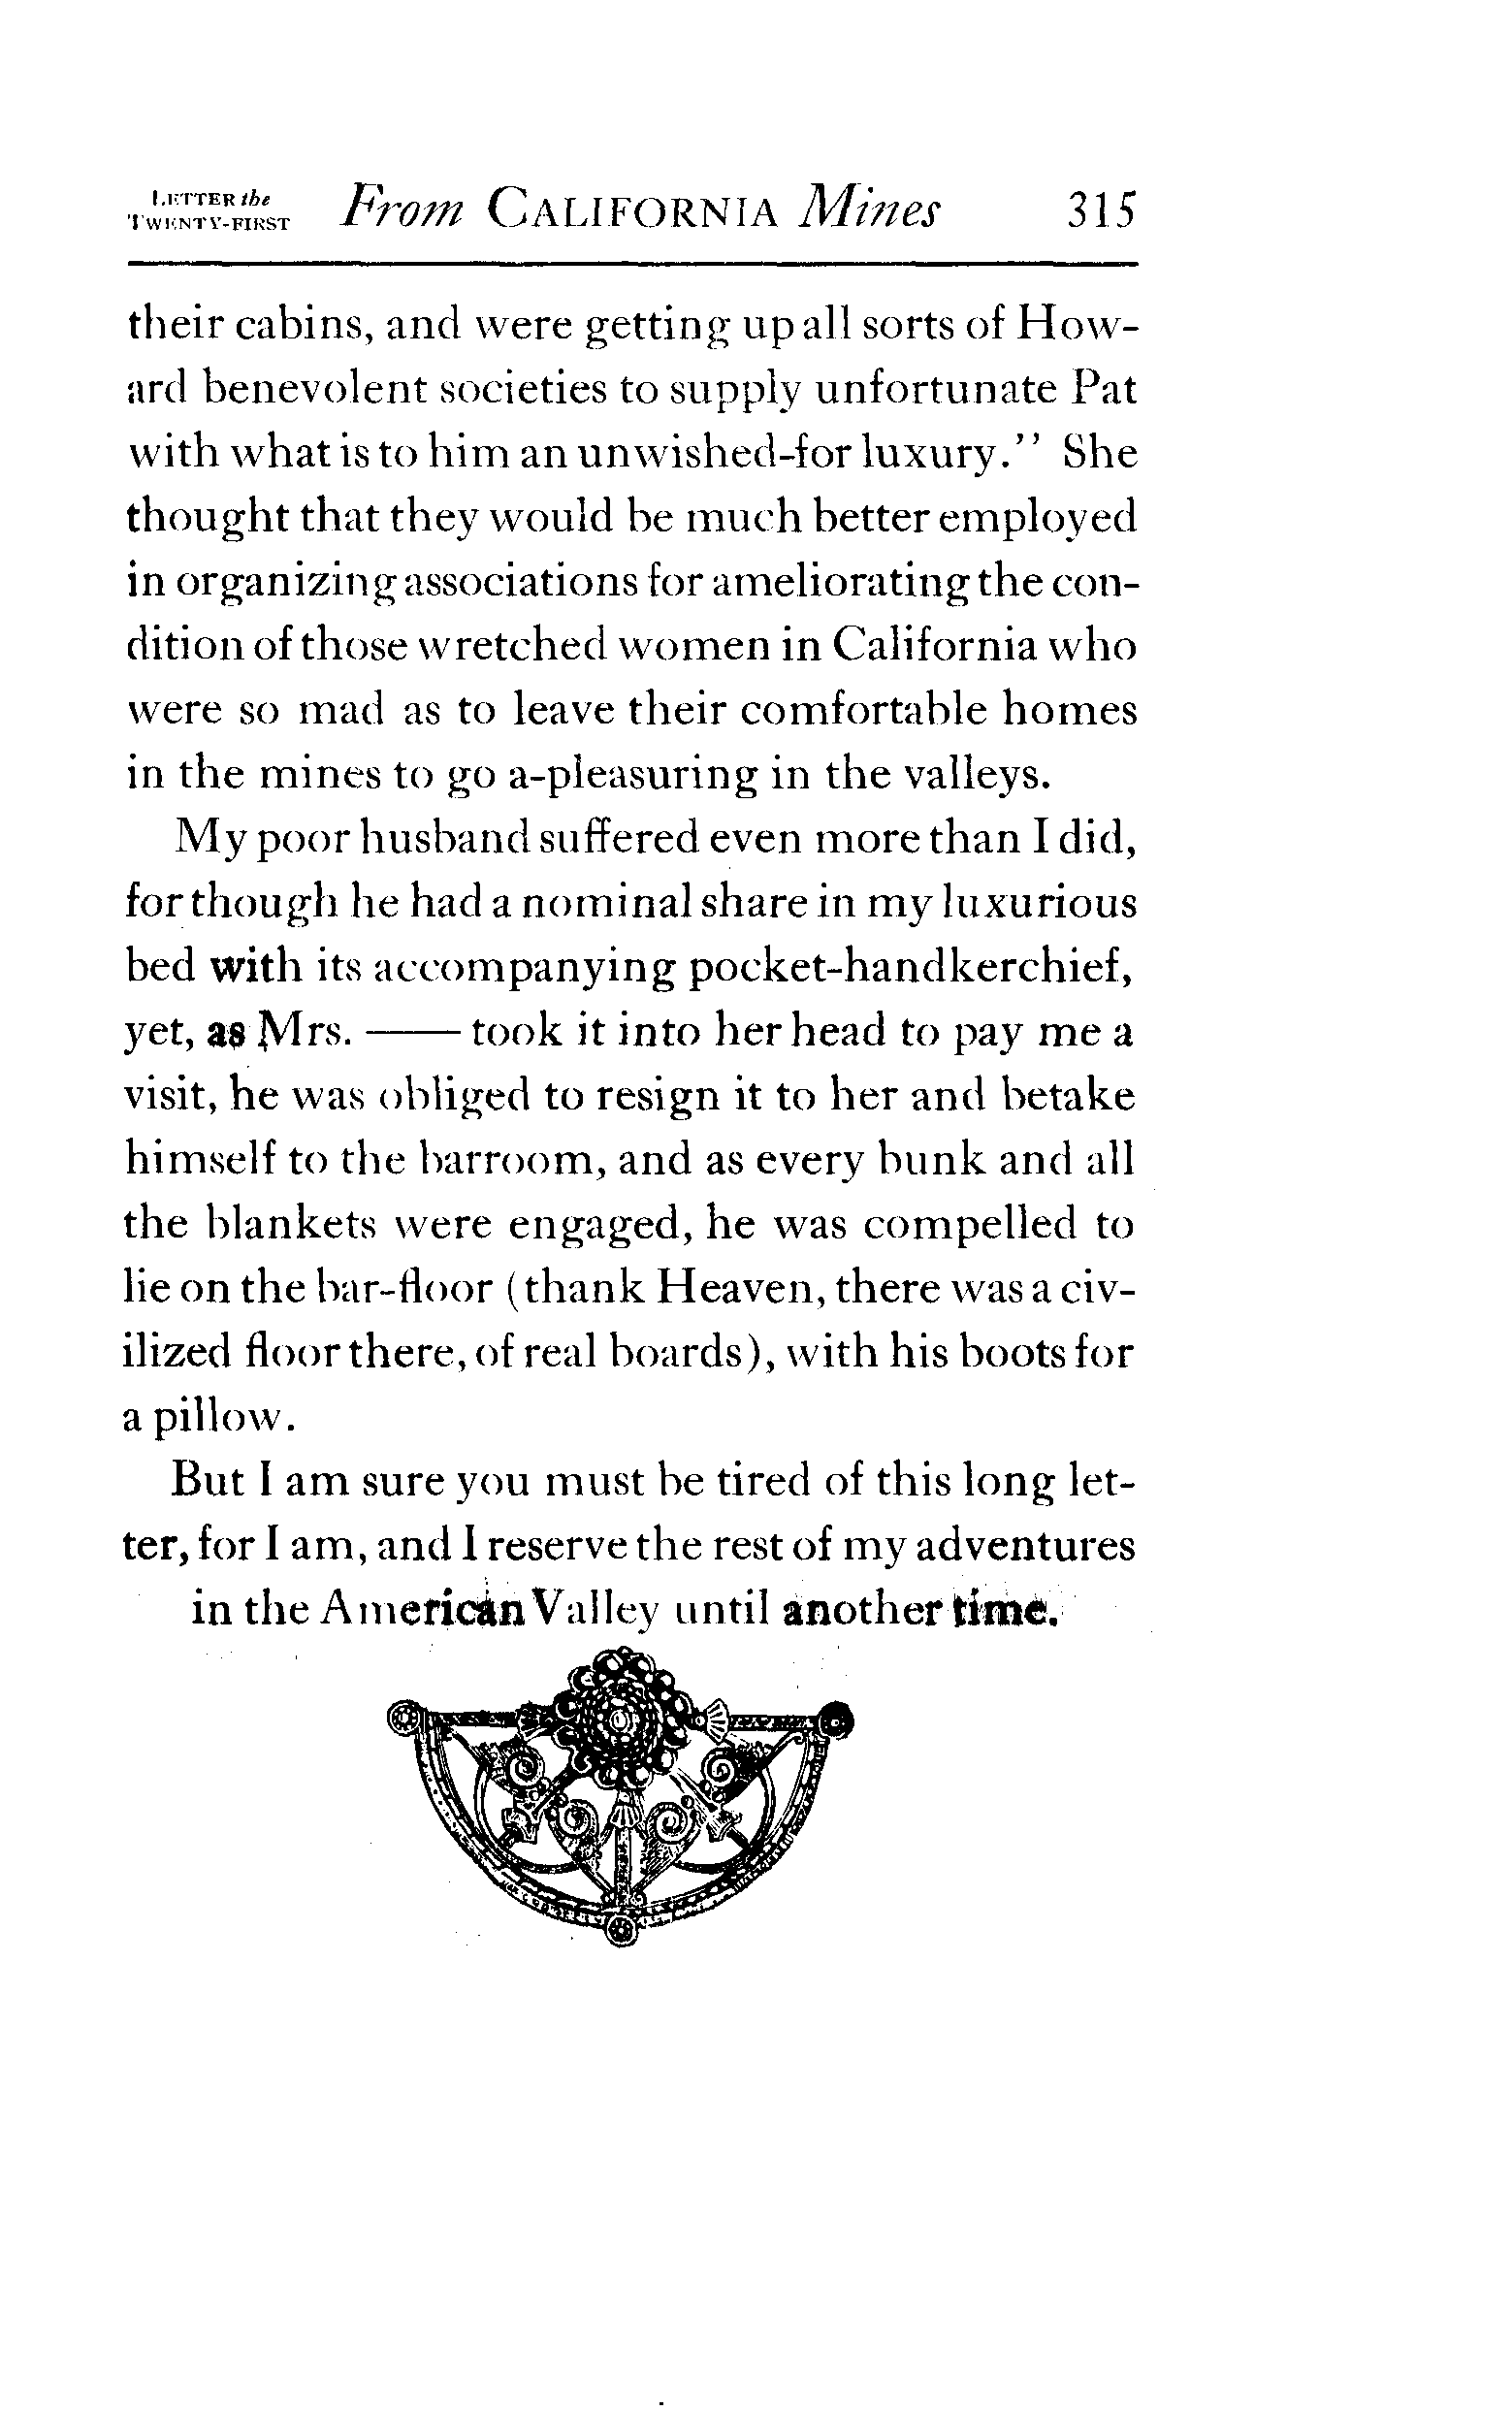 LETTER the
TWENTY-FIRST From CALIFORNIA Mines 315
their cabins, and were getting up all sorts of How-
ard benevolent societies to supply unfortunate Pat
with what is to him an unwished-for luxury.'' She
thought that they would be much better employed
in organizing associations for ameliorating the con-
dition of those wretched women in California who
were so mad as to leave their comfortable homes
in the mines to go a-pleasuring in the valleys.
My poor husband suffered even more than I did,
for though he had a nominal share in my luxurious
bed with its accompanying pocket-handkerchief,
yet, as Mrs. —— took it into her head to pay me a
visit, he was obliged to resign it to her and betake
himself to the barroom, and as every bunk and all
the blankets were engaged, he was compelled to
lie on the bar-floor (thank Heaven, there was a civ-
ilized floor there, of real boards), with his boots for
a pillow.
But I am sure you must be tired of this long let-
ter, for I am, and I reserve the rest of my adventures
in the American Valley until another time.